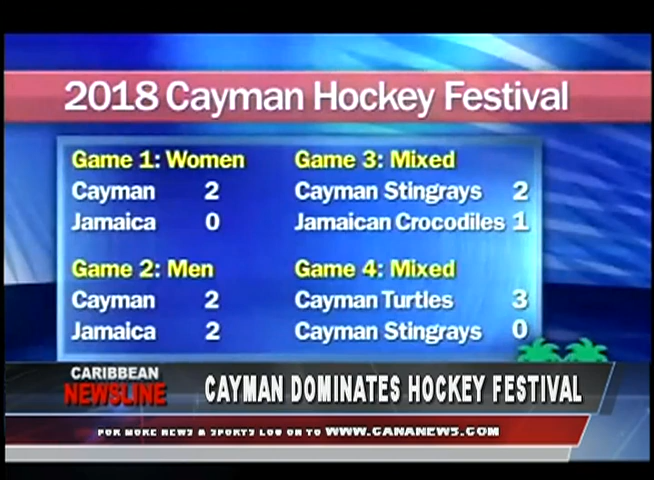 2018 Cayman Hockey Festival
Game 1: Women
Cayman 2
Jamaica 0
Game 2: Men
Cayman 2
Jamaica 2
Game 3: Mixed
Cayman Stingrays 2
Jamaican Crocodiles 1
Game 4: Mixed
Cayman Turtles 3
Cayman Stingrays 0
CARIBBEAN
NEWSLINE
CAYMAN DOMINATES HOCKEY FESTIVAL
FOR MORE NEWS & SPORTS LOG ON TO WWW.CANANEWS.COM